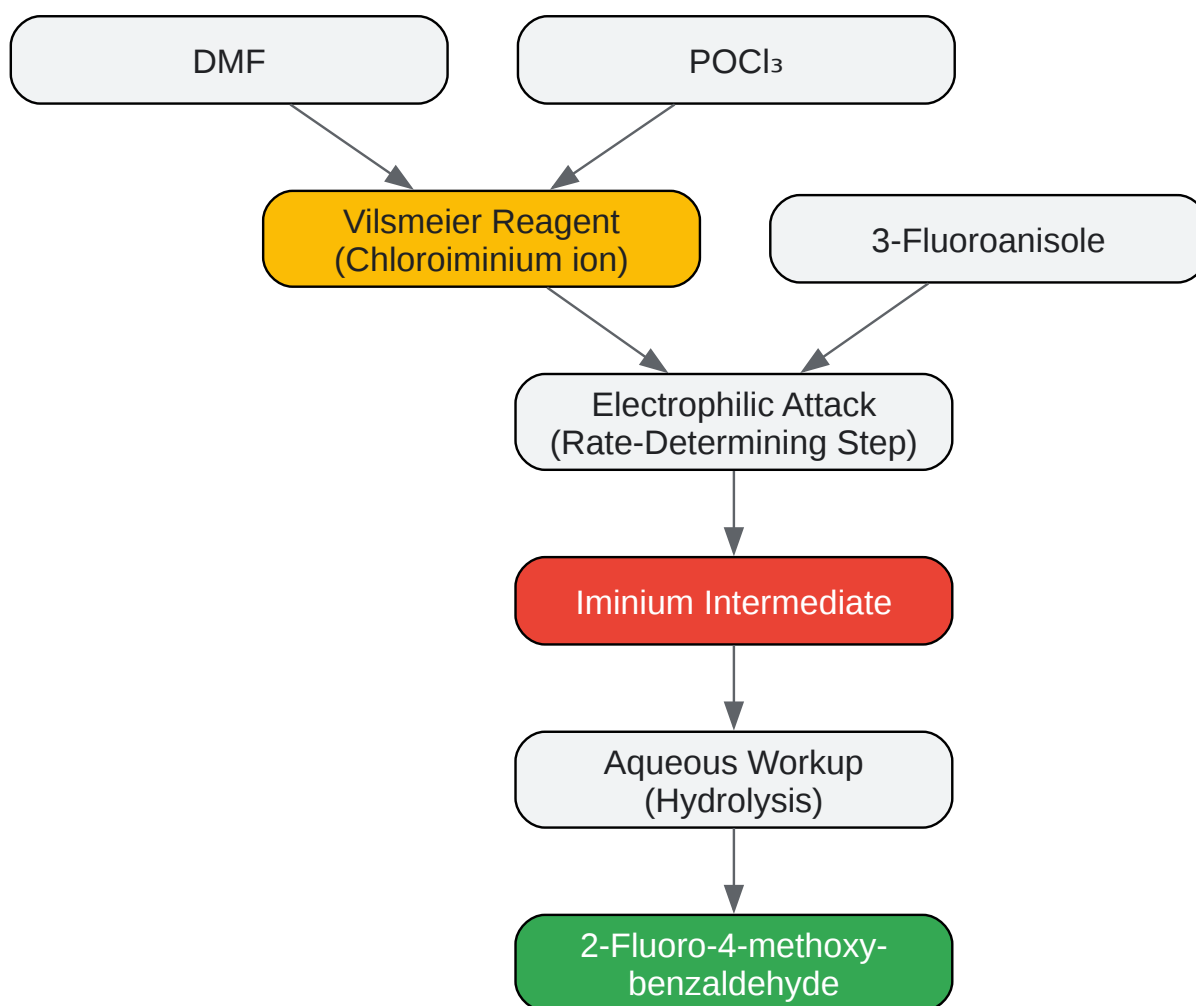 DMF
POCl₃
Vilsmeier Reagent
(Chloroiminium ion)
3-Fluoroanisole
Electrophilic Attack
(Rate-Determining Step)
Iminium Intermediate
Aqueous Workup
(Hydrolysis)
2-Fluoro-4-methoxy-
benzaldehyde